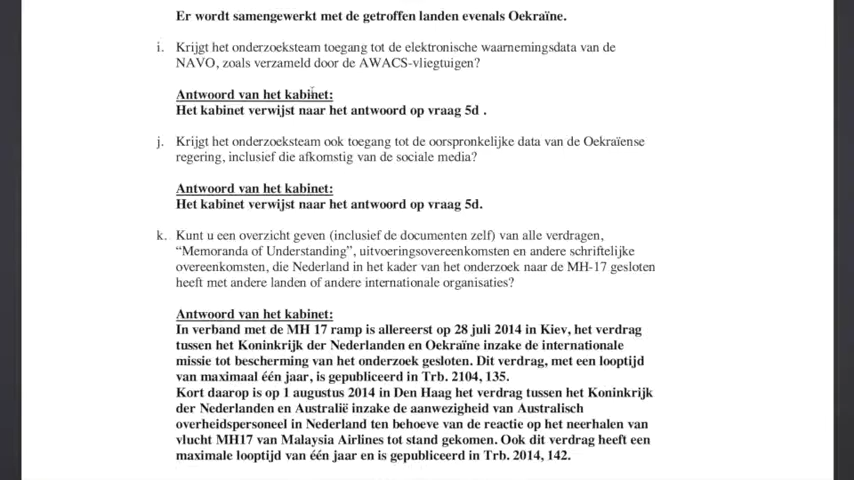 Er wordt samengewerkt met de getroffen landen evenals Oekraïne.
i. Krijgt het onderzoeksteam toegang tot de elektronische waarnemingsdata van de
NAVO, zoals verzameld door de AWACS-vliegtuigen?
Antwoord van het kabinet:
Het kabinet verwijst naar het antwoord op vraag 5d .
j. Krijgt het onderzoeksteam ook toegang tot de oorspronkelijke data van de Oekraïense
regering, inclusief die afkomstig van de sociale media?
Antwoord van het kabinet:
Het kabinet verwijst naar het antwoord op vraag 5d.
k. Kunt u een overzicht geven (inclusief de documenten zelf) van alle verdragen,
“Memoranda of Understanding”, uitvoeringsovereenkomsten en andere schriftelijke
overeenkomsten, die Nederland in het kader van het onderzoek naar de MH-17 gesloten
heeft met andere landen of andere internationale organisaties?
Antwoord van het kabinet:
In verband met de MH 17 ramp is allereerst op 28 juli 2014 in Kiev, het verdrag
tussen het Koninkrijk der Nederlanden en Oekraïne inzake de internationale
missie tot bescherming van het onderzoek gesloten. Dit verdrag, met een looptijd
van maximaal één jaar, is gepubliceerd in Trb. 2104, 135.
Kort daarop is op 1 augustus 2014 in Den Haag het verdrag tussen het Koninkrijk
der Nederlanden en Australië inzake de aanwezigheid van Australisch
overheidspersoneel in Nederland ten behoeve van de reactie op het neerhalen van
vlucht MH17 van Malaysia Airlines tot stand gekomen. Ook dit verdrag heeft een
maximale looptijd van één jaar en is gepubliceerd in Trb. 2014, 142.